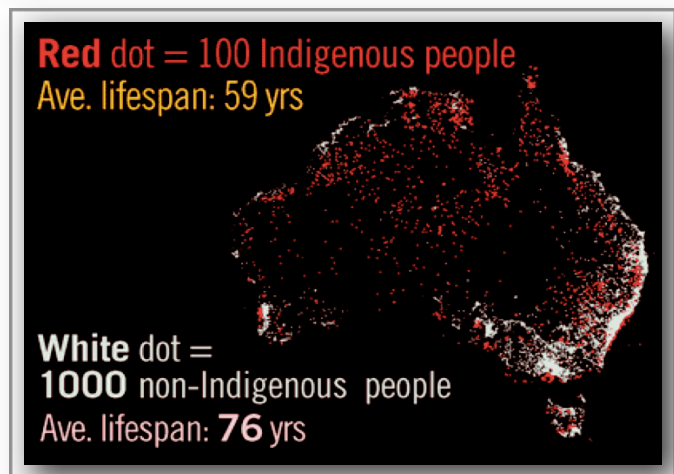 Red dot = 100 Indigenous people
Ave. lifespan: 59 yrs
White dot =
1000 non-Indigenous people
Ave. lifespan: 76 yrs